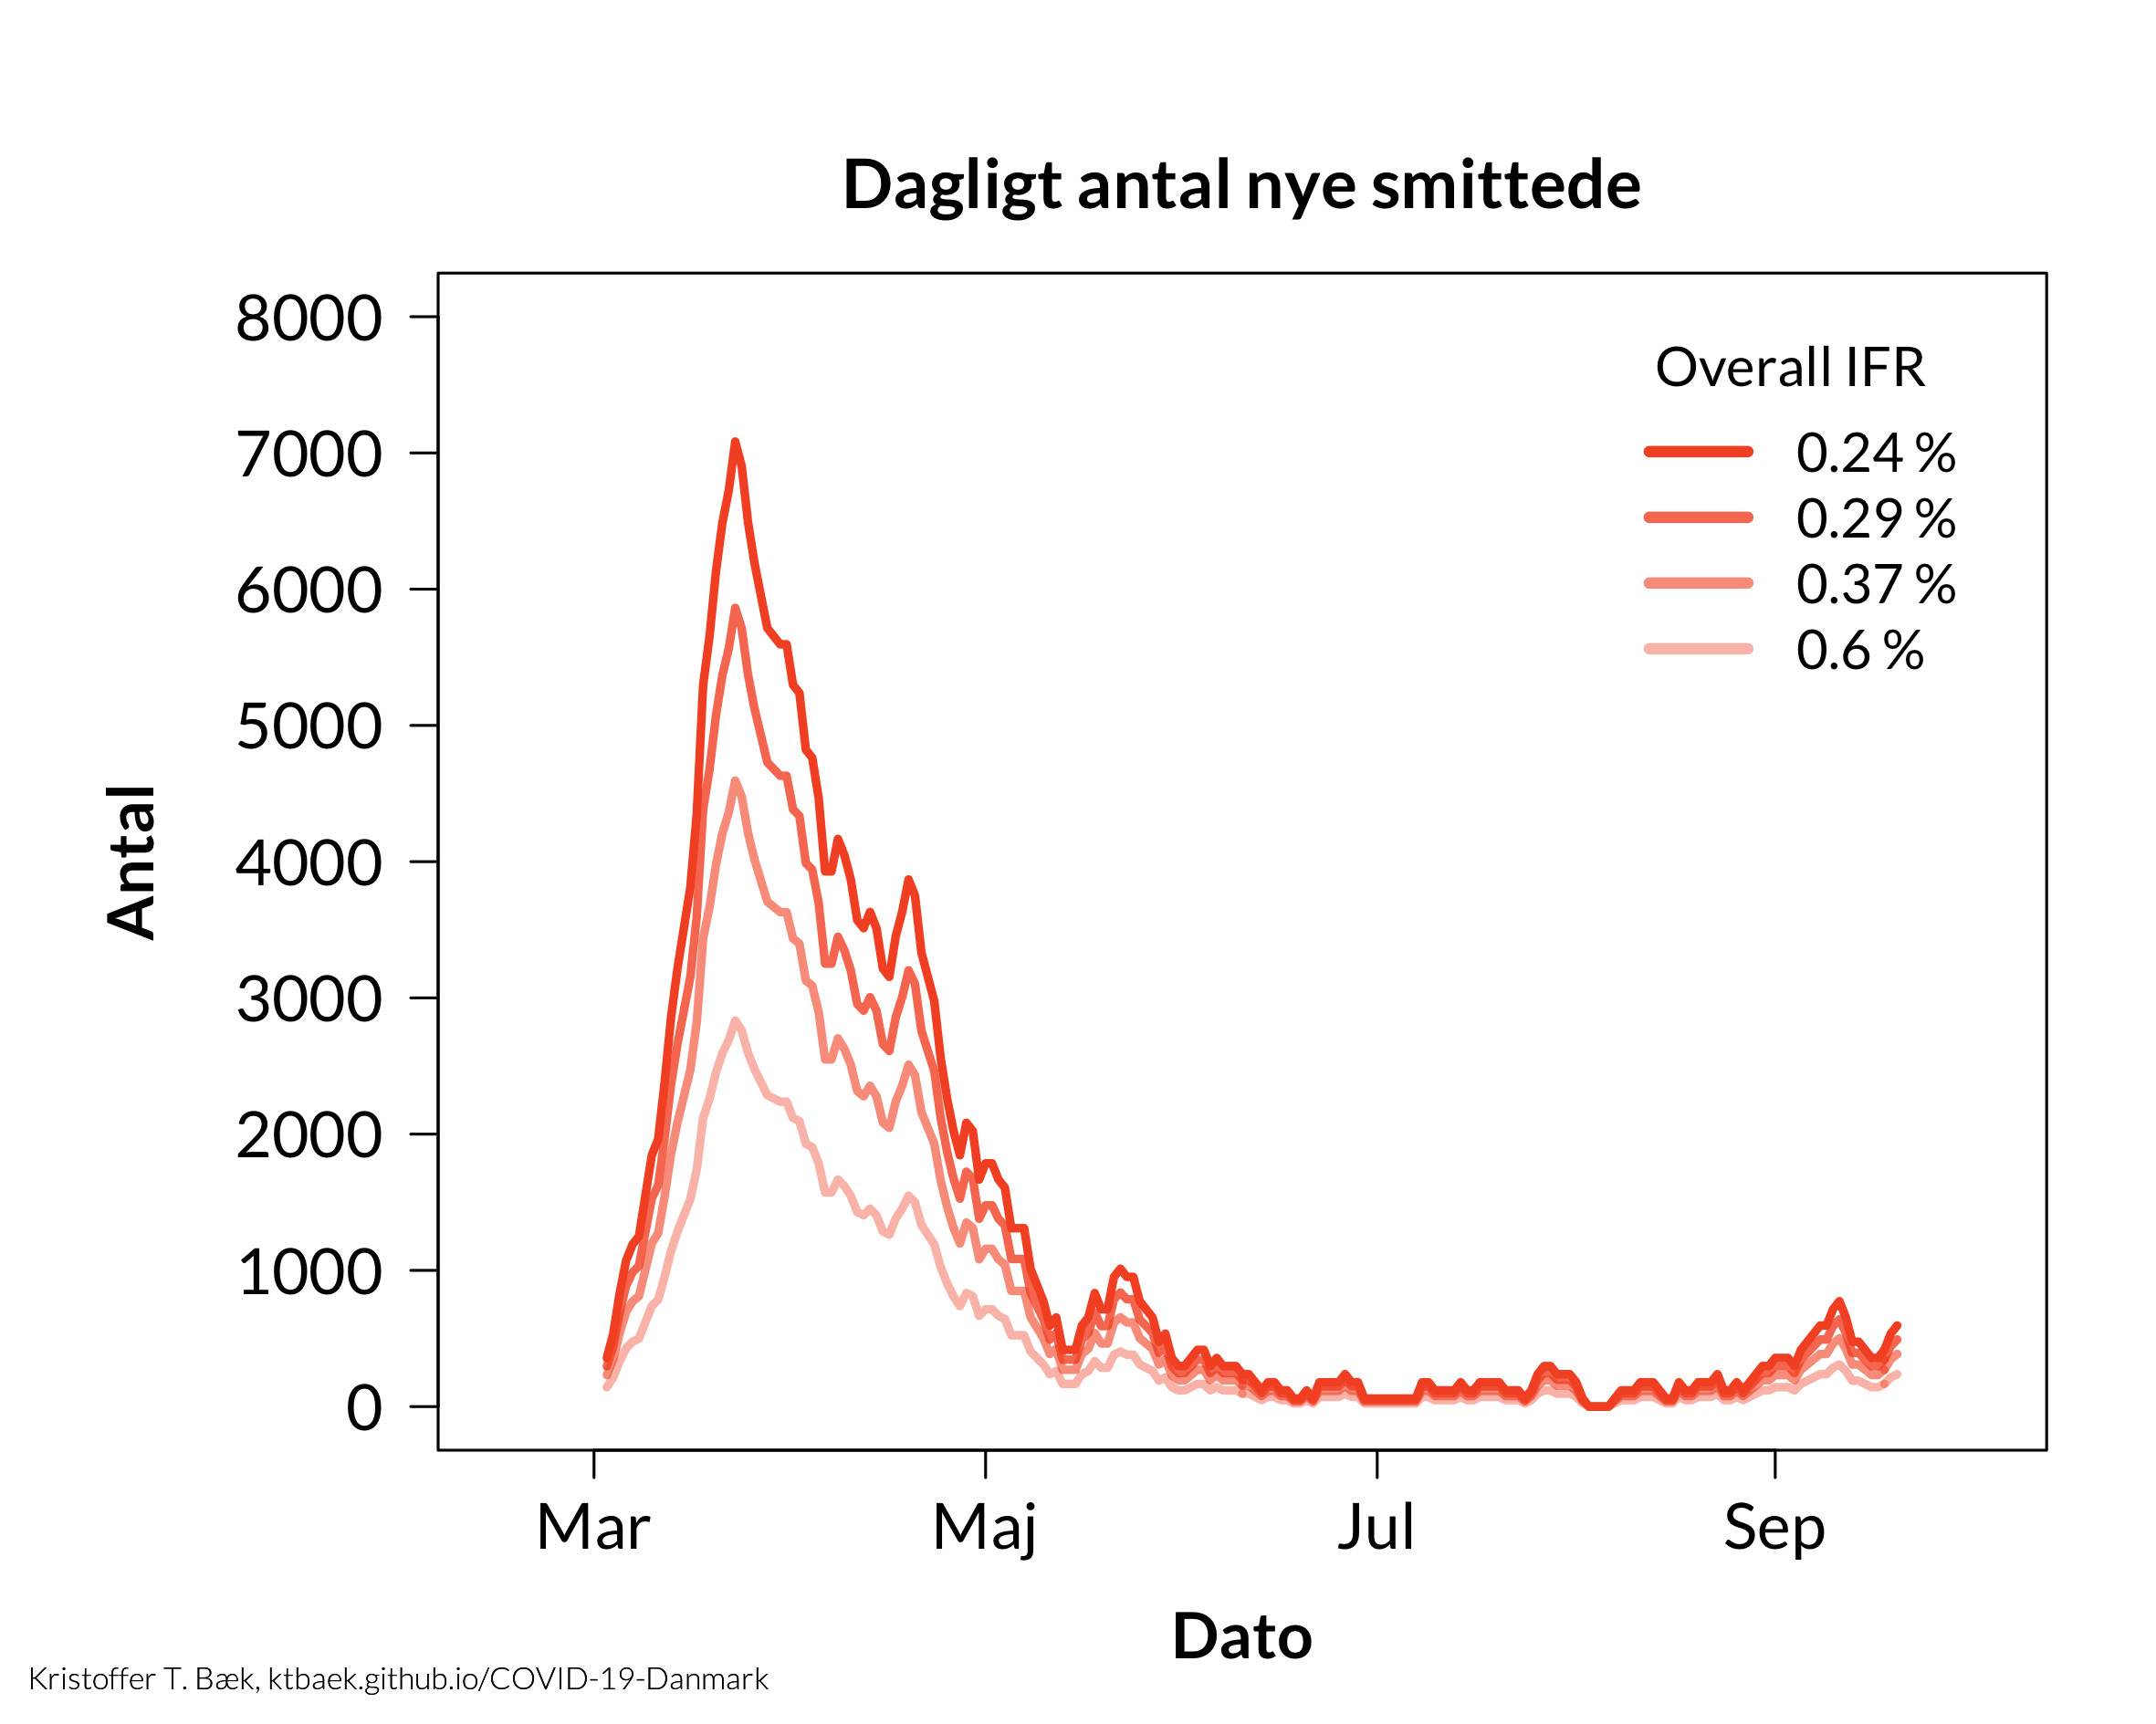 Dagligt antal nye smittede
8000
7000
6000
5000
4000
3000
2000
1000
0
Antal
Overall IFR
0.24 %
0.29 %
0.37 %
0.6 %
Mar Maj Jul Sep
Dato
Kristoffer T. Bæk, ktbaek.github.io/COVID-19-Danmark